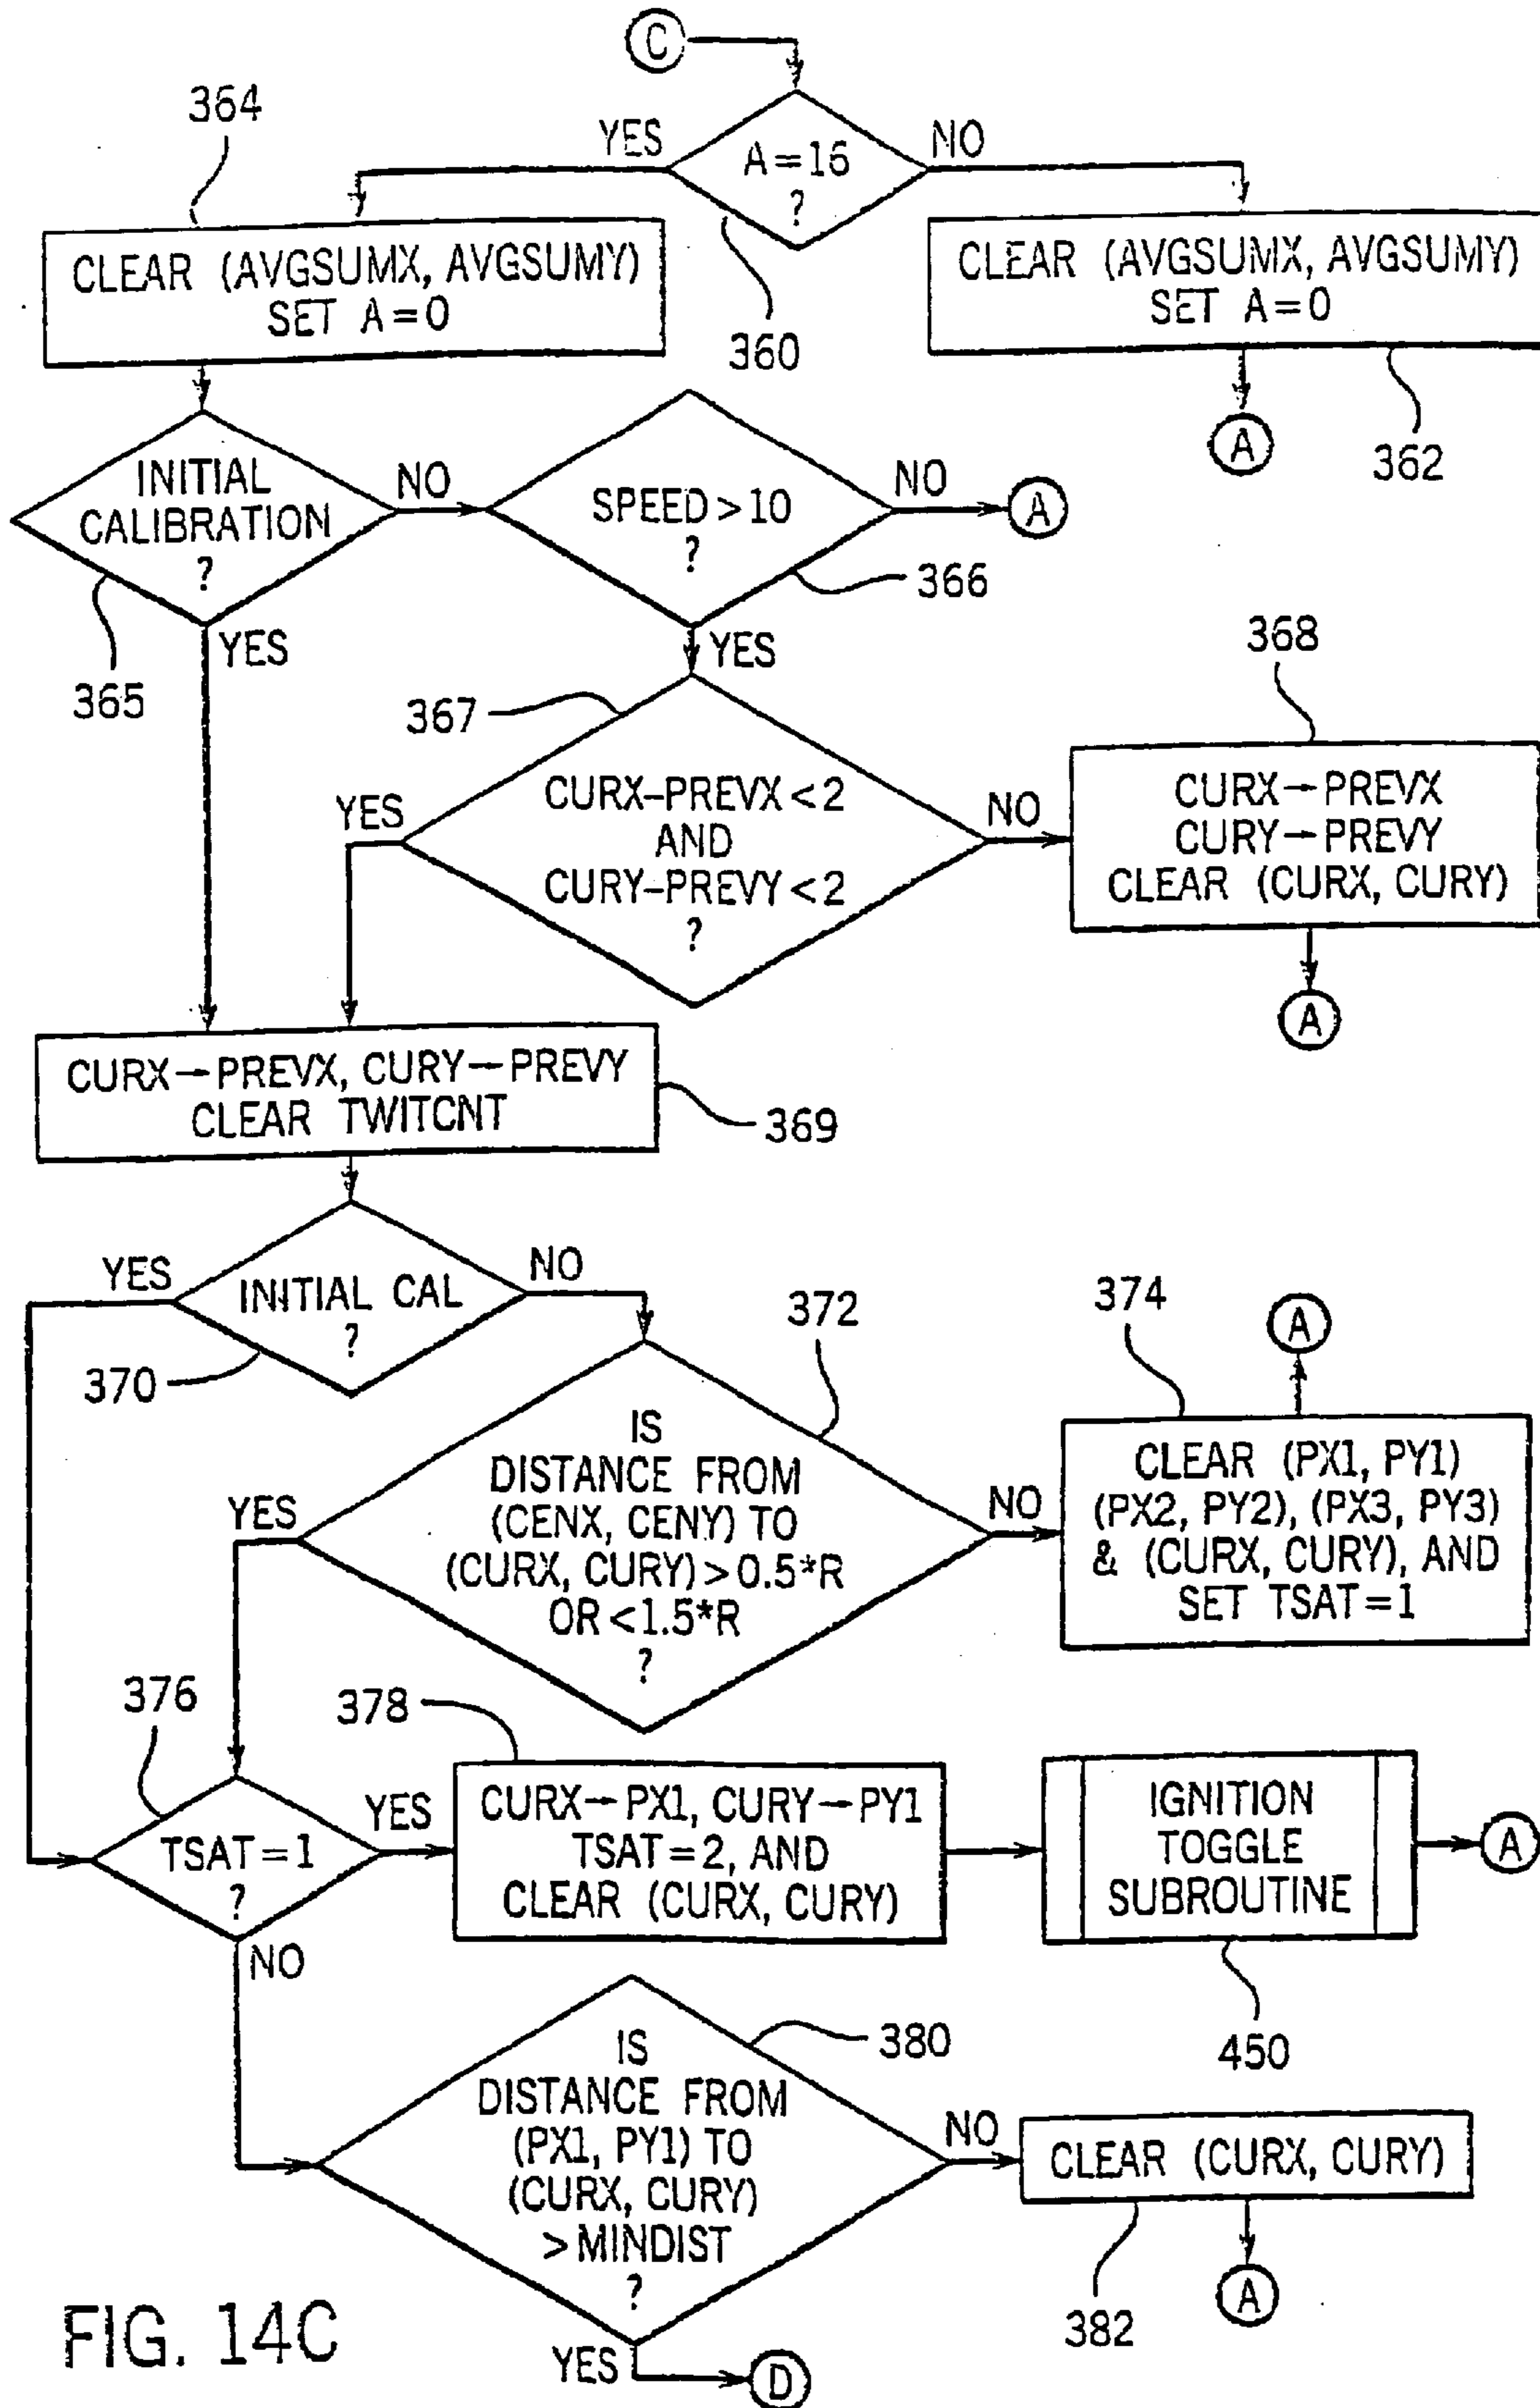 C
364
YES
A=16
?
NO
CLEAR (AVGSUMX, AVGSUMY)
SET A=0
360
CLEAR (AVGSUMX, AVGSUMY)
SET A=0
A
362
INITIAL
CALIBRATION
?
NO
SPEED>10
?
NO
A
366
365
YES
YES
367
368
YES
CURX-PREVX<2
AND
CURY-PREVY<2
?
NO
CURX→PREVX
CURY→PREVY
CLEAR (CURX, CURY)
A
CURX→PREVX, CURY→PREVY
CLEAR TWITCNT
369
YES
INITIAL CAL
?
NO
370
372
374
A
IS
DISTANCE FROM
(CENX, CENY) TO
(CURX, CURY)>0.5*R
OR<1.5*R
?
YES
NO
CLEAR (PX1, PY1)
(PX2, PY2), (PX3, PY3)
& (CURX, CURY), AND
SET TSAT=1
376
378
TSAT=1
?
YES
CURX→PX1, CURY→PY1
TSAT=2, AND
CLEAR (CURX, CURY)
IGNITION
TOGGLE
SUBROUTINE
A
450
NO
IS
DISTANCE FROM
(PX1, PY1) TO
(CURX, CURY)
>MINDIST
?
380
NO
CLEAR (CURX, CURY)
382
A
YES
D
FIG. 14C